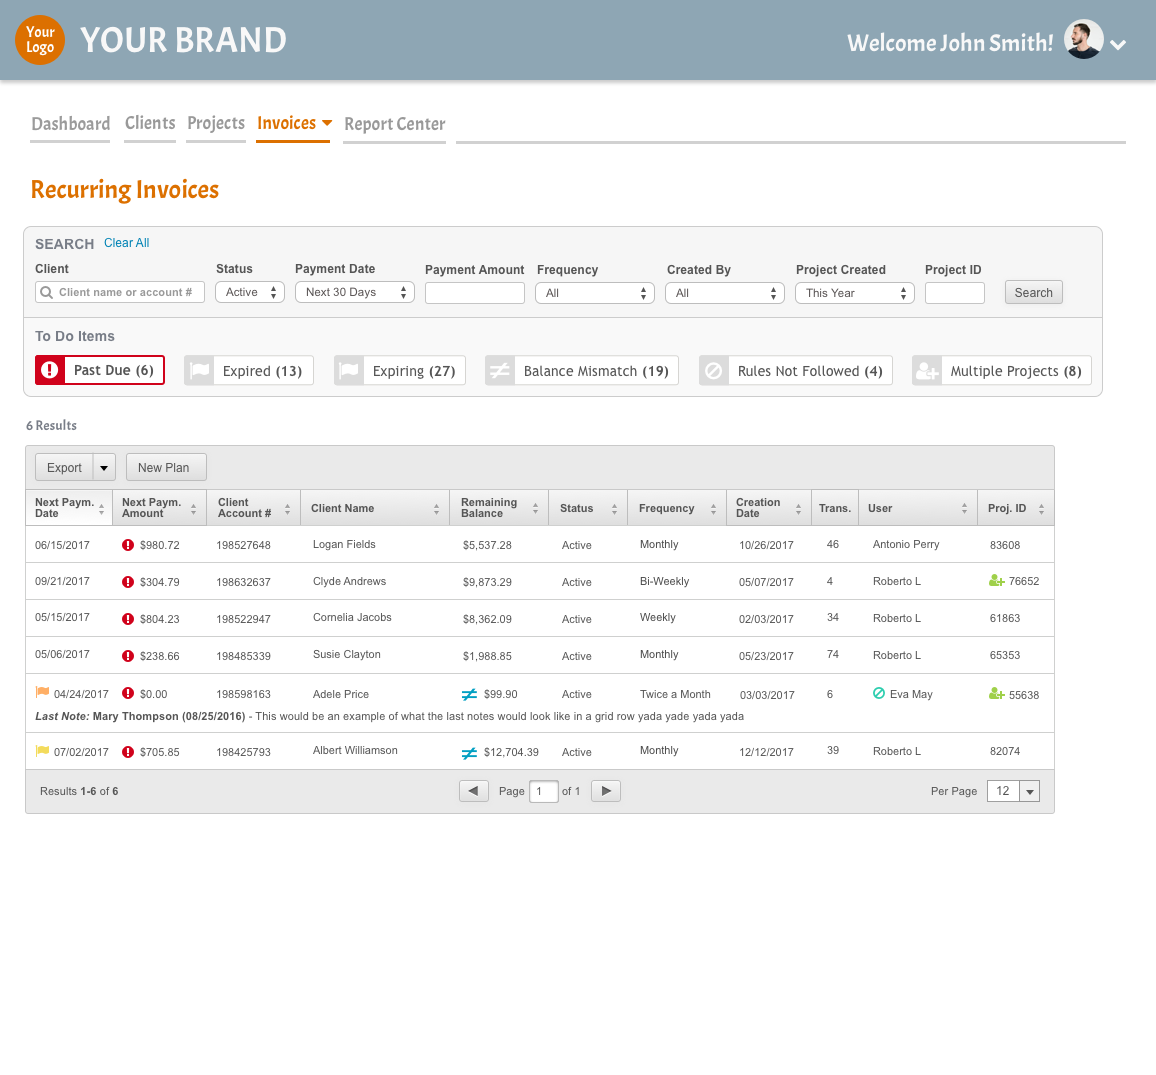 Your
Logo
YOUR BRAND
Welcome John Smith!
Dashboard Clients Projects Invoices Report Center
Recurring Invoices
SEARCH Clear All
Client Status Payment Date Payment Amount Frequency Created By Project Created Project ID
Client name or account # Active Next 30 Days All All This Year Search
To Do Items
Past Due (6) Expired (13) Expiring (27) Balance Mismatch (19) Rules Not Followed (4) Multiple Projects (8)
6 Results
Export New Plan
Next Paym. Date Next Paym. Amount Client Account # Client Name Remaining Balance Status Frequency Creation Date Trans. User Proj. ID
06/15/2017 $980.72 198527648 Logan Fields $5,537.28 Active Monthly 10/26/2017 46 Antonio Perry 83608
09/21/2017 $304.79 198632637 Clyde Andrews $9,873.29 Active Bi-Weekly 05/07/2017 4 Roberto L 76652
05/15/2017 $804.23 198522947 Cornelia Jacobs $8,362.09 Active Weekly 02/03/2017 34 Roberto L 61863
05/06/2017 $238.66 198485339 Susie Clayton $1,988.85 Active Monthly 05/23/2017 74 Roberto L 65353
04/24/2017 $0.00 198598163 Adele Price $99.90 Active Twice a Month 03/03/2017 6 Eva May 55638
Last Note: Mary Thompson (08/25/2016) - This would be an example of what the last notes would look like in a grid row yada yade yada yada
07/02/2017 $705.85 198425793 Albert Williamson $12,704.39 Active Monthly 12/12/2017 39 Roberto L 82074
Results 1-6 of 6 Page 1 of 1 Per Page 12